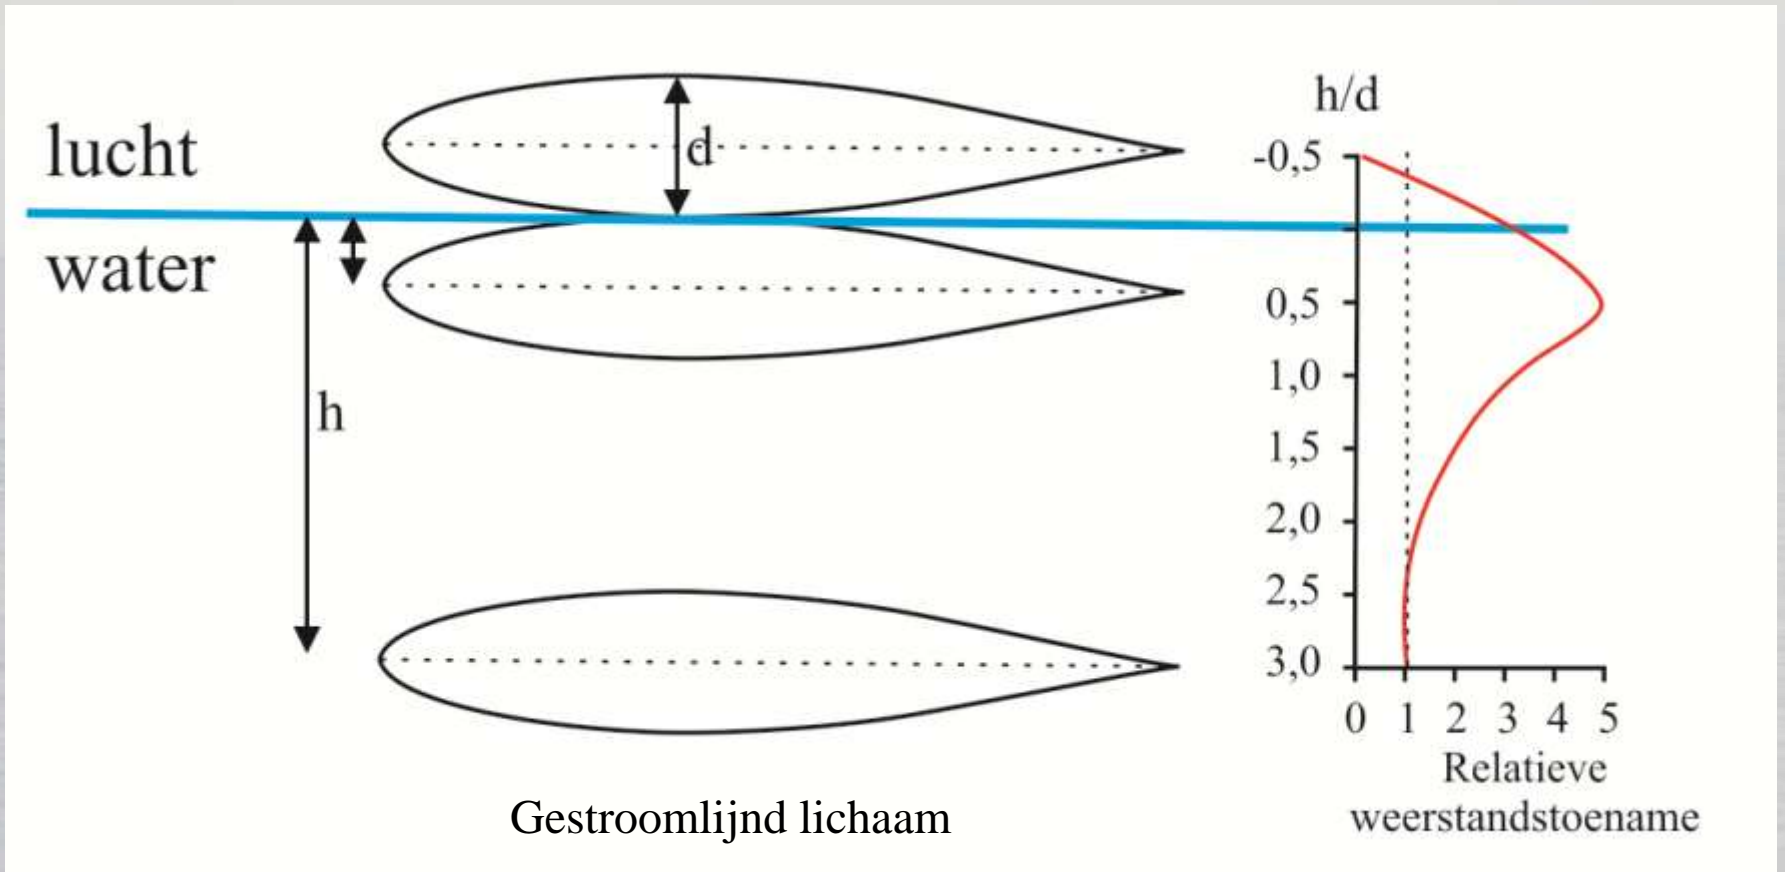 lucht
water
d
h
h/d
-0,5
0,5
1,0
1,5
2,0
2,5
3,0
0 1 2 3 4 5
Relatieve
weerstandstoename
Gestroomlijnd lichaam